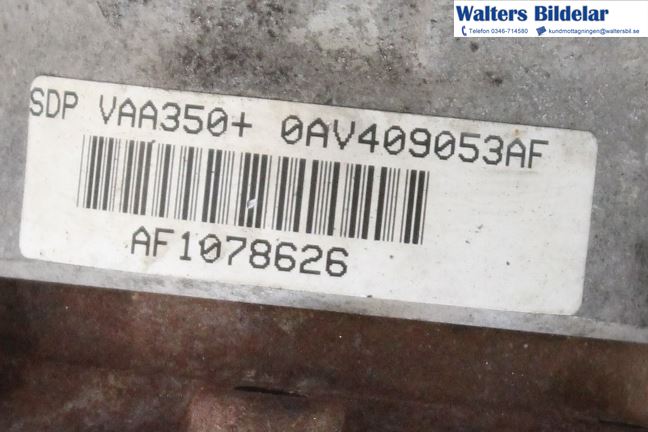 Walters Bildelar
Telefon 0346-714580 kundmottagningen@waltersbil.se
SDP VAA350+ 0AV409053AF
AF1078626